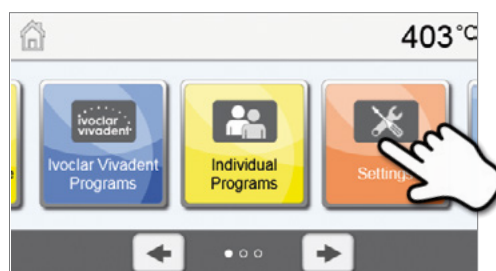 403°C
ivoclar
vivadent
Ivoclar Vivadent
Programs
Individual
Programs
Settings